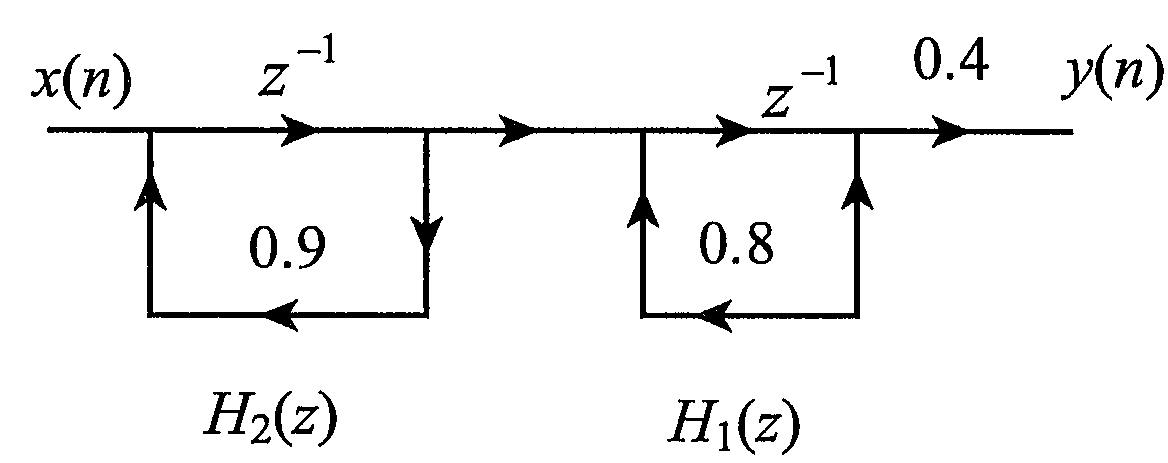 x(n) z⁻¹ z⁻¹ 0.4 y(n)
0.9 0.8
H₂(z) H₁(z)